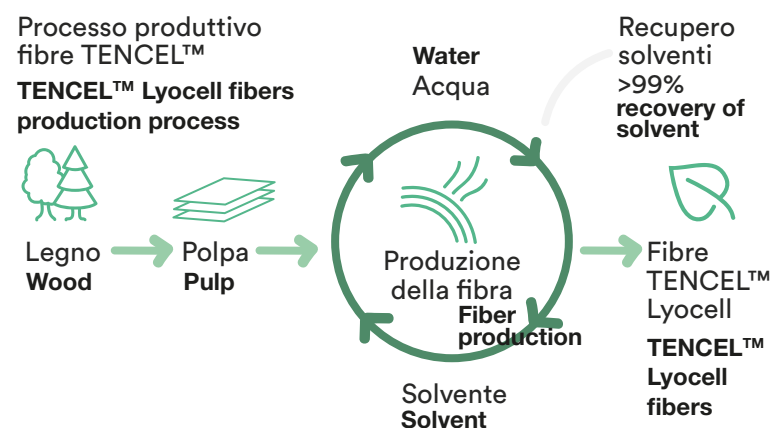 Processo produttivo
fibre TENCEL™
TENCEL™ Lyocell fibers
production process
Water
Acqua
Recupero
solventi
>99%
recovery of
solvent
Legno
Wood
Polpa
Pulp
Produzione
della fibra
Fiber
production
Fibre
TENCEL™
Lyocell
TENCEL™
Lyocell
fibers
Solvente
Solvent